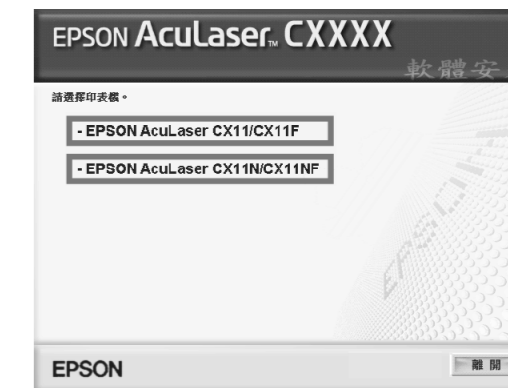 EPSON AcuLaser™ CXXXX
軟體安
請選擇印表機。
- EPSON AcuLaser CX11/CX11F
- EPSON AcuLaser CX11N/CX11NF
EPSON
EPSON
離開